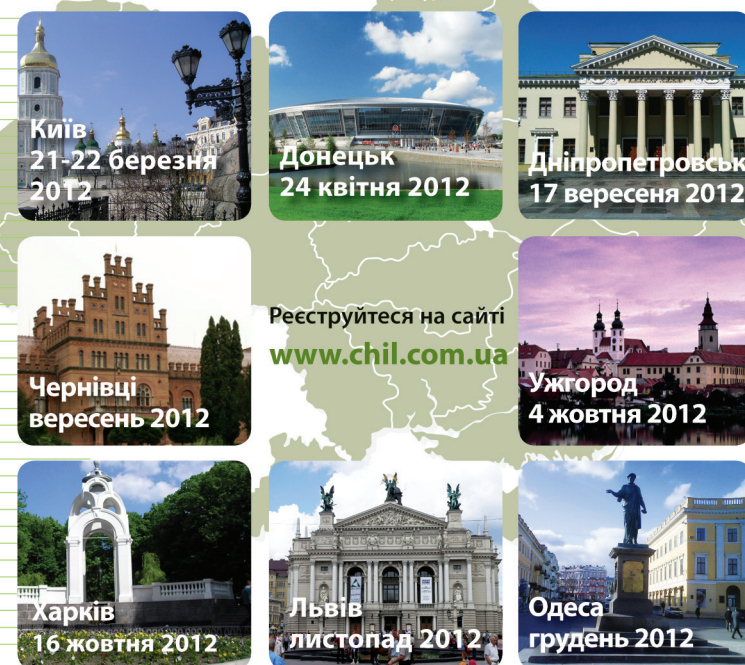 Київ
21-22 березня
2012
Донецьк
24 квітня 2012
Дніпропетровськ
17 вересеня 2012
Чернівці
вересень 2012
Реєструйтеся на сайті
www.chil.com.ua
Ужгород
4 жовтня 2012
Харків
16 жовтня 2012
Львів
листопад 2012
Одеса
грудень 2012